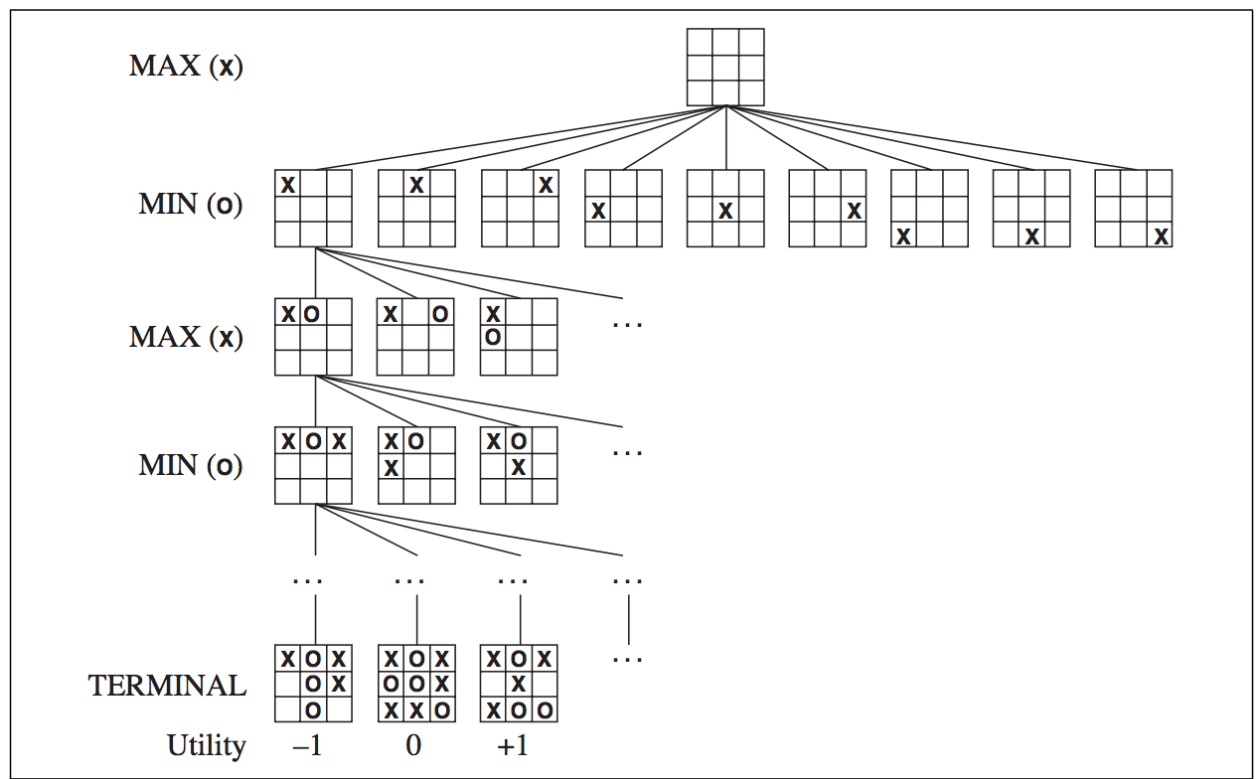 MAX (x)
MIN (o)
X X X X X X X X X
MAX (x)
X O X O X
O
...
MIN (o)
X O X X O X O
X X
...
... ... ... ...
TERMINAL
X O X X O X X O X
O X O O X X
O X X O X O O
...
Utility –1 0 +1